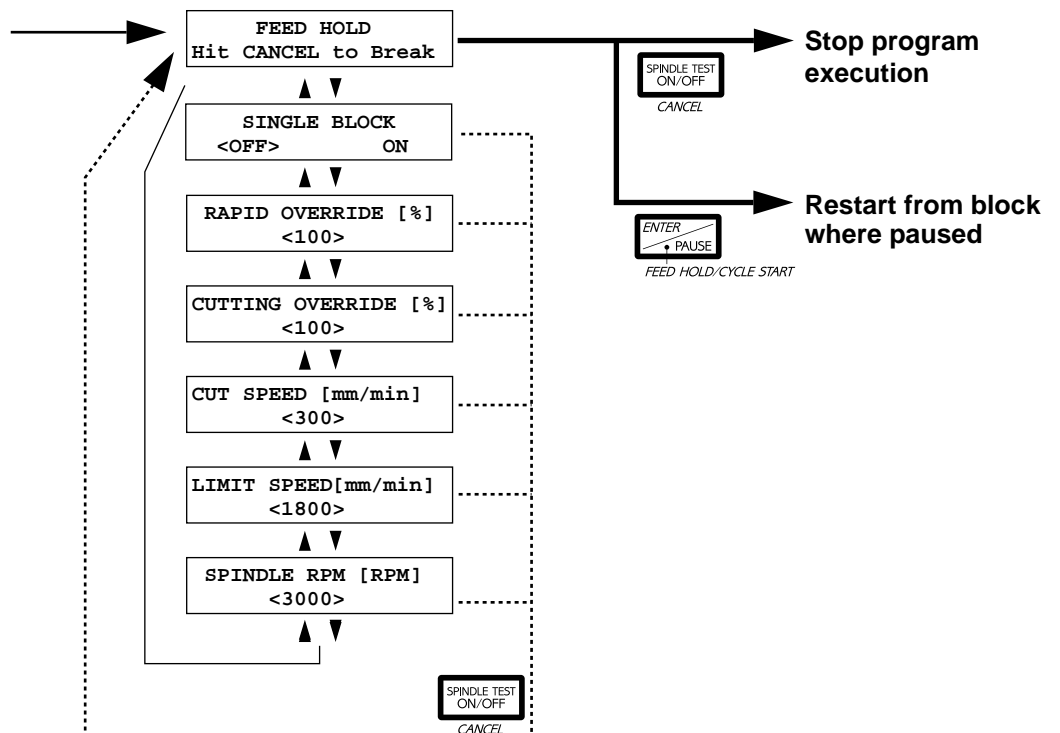 FEED HOLD
Hit CANCEL to Break
Stop program
execution
SPINDLE TEST
ON/OFF
CANCEL
SINGLE BLOCK
<OFF> ON
RAPID OVERRIDE [%]
<100>
Restart from block
where paused
ENTER
PAUSE
FEED HOLD/CYCLE START
CUTTING OVERRIDE [%]
<100>
CUT SPEED [mm/min]
<300>
LIMIT SPEED[mm/min]
<1800>
SPINDLE RPM [RPM]
<3000>
SPINDLE TEST
ON/OFF
CANCEL